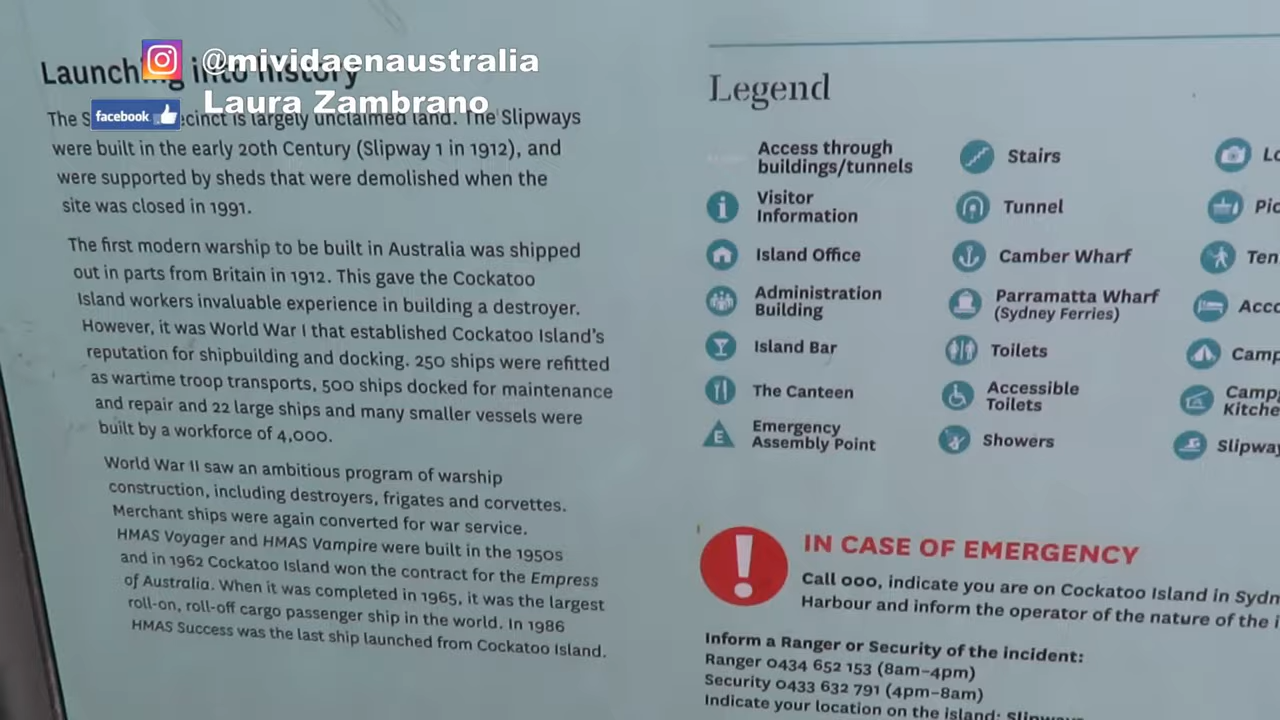 @mividaenaustralia
facebook
Laura Zambrano
Launching into history
The S cinct is largely unclaimed land. The Slipways
were built in the early 20th Century (Slipway 1 in 1912), and
were supported by sheds that were demolished when the
site was closed in 1991.
The first modern warship to be built in Australia was shipped
out in parts from Britain in 1912. This gave the Cockatoo
Island workers invaluable experience in building a destroyer.
However, it was World War I that established Cockatoo Island's
reputation for shipbuilding and docking. 250 ships were refitted
as wartime troop transports, 500 ships docked for maintenance
and repair and 22 large ships and many smaller vessels were
built by a workforce of 4,000.
World War II saw an ambitious program of warship
construction, including destroyers, frigates and corvettes.
Merchant ships were again converted for war service.
HMAS Voyager and HMAS Vampire were built in the 1950s
and in 1962 Cockatoo Island won the contract for the Empress
of Australia. When it was completed in 1965, it was the largest
roll-on, roll-off cargo passenger ship in the world. In 1986
HMAS Success was the last ship launched from Cockatoo Island.
Legend
Access through
buildings/tunnels
Visitor
Information
Island Office
Administration
Building
Island Bar
The Canteen
E
Emergency
Assembly Point
Stairs
Tunnel
Camber Wharf
Parramatta Wharf
(Sydney Ferries)
Toilets
Accessible
Toilets
Showers
Lo
Pic
Ten
Acco
Camp
Camp
Kitche
Slipway
IN CASE OF EMERGENCY
Call 000, indicate you are on Cockatoo Island in Sydn
Harbour and inform the operator of the nature of the i
Inform a Ranger or Security of the incident:
Ranger 0434 652 153 (8am–4pm)
Security 0433 632 791 (4pm–8am)
Indicate your location on the island: Slipways